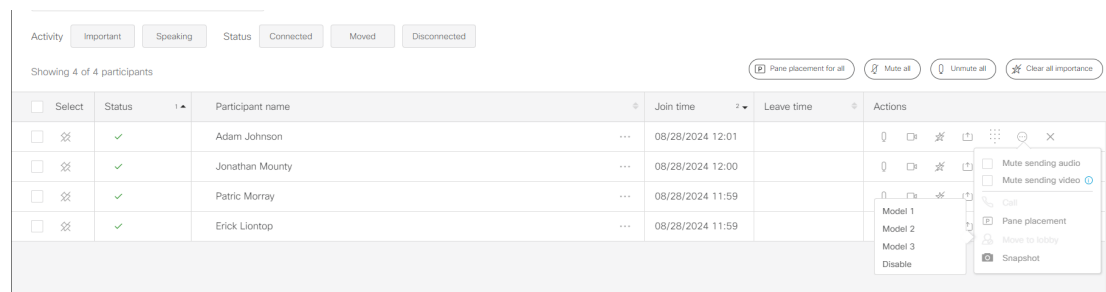 Activity Important Speaking Status Connected Moved Disconnected
Showing 4 of 4 participants
P Pane placement for all Mute all Unmute all Clear all importance
Select Status 1 Participant name Join time 2 Leave time Actions
Adam Johnson ... 08/28/2024 12:01
Jonathan Mounty ... 08/28/2024 12:00
Patric Morray ... 08/28/2024 11:59
Erick Liontop ... 08/28/2024 11:59
Mute sending audio
Mute sending video
Call
P Pane placement
Move to lobby
Snapshot
Model 1
Model 2
Model 3
Disable